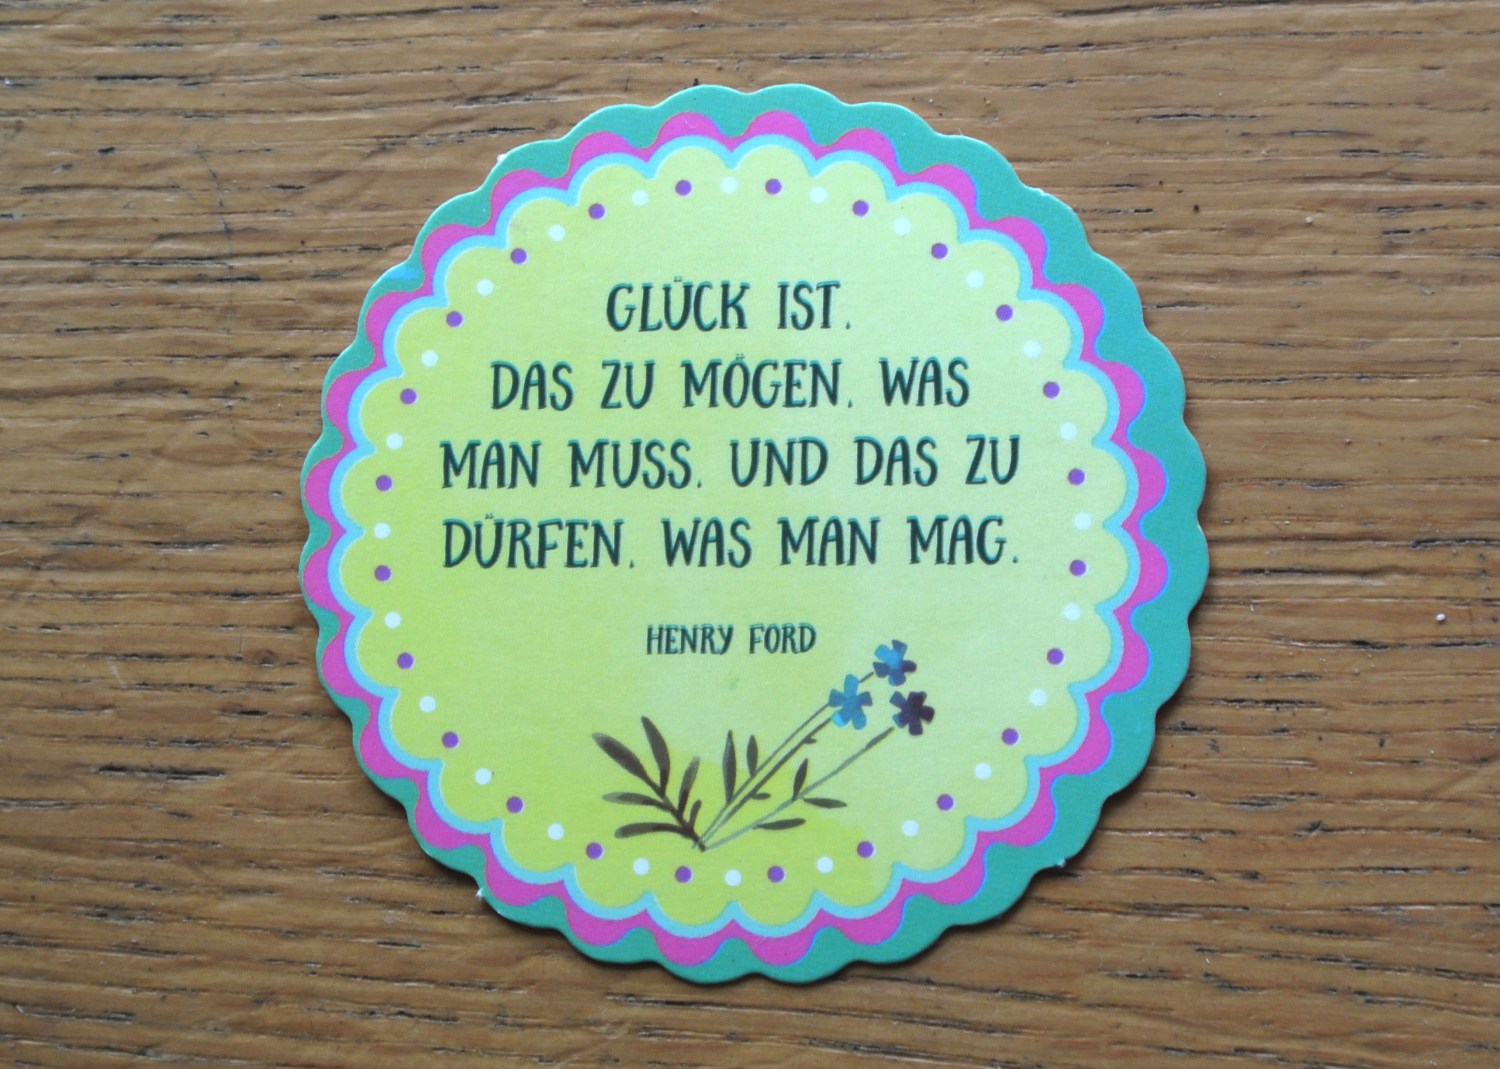 GLÜCK IST,
DAS ZU MÖGEN, WAS
MAN MUSS, UND DAS ZU
DÜRFEN, WAS MAN MAG.
HENRY FORD